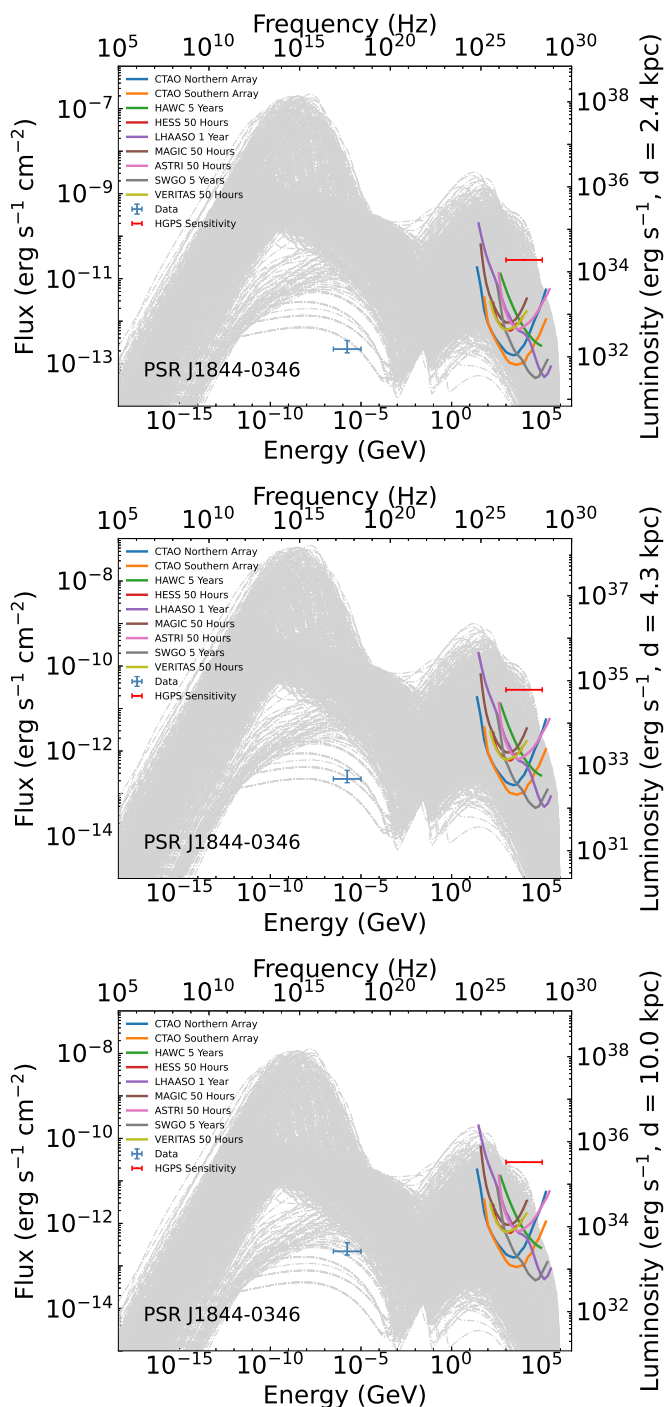 Frequency (Hz)
10^5 10^10 10^15 10^20 10^25 10^30
Flux (erg s^−1 cm^−2)
10^−7
10^−9
10^−11
10^−13
CTAO Northern Array
CTAO Southern Array
HAWC 5 Years
HESS 50 Hours
LHAASO 1 Year
MAGIC 50 Hours
ASTRI 50 Hours
SWGO 5 Years
VERITAS 50 Hours
Data
HGPS Sensitivity
PSR J1844-0346
10^38
10^36
10^34
10^32
Luminosity (erg s^−1, d = 2.4 kpc)
10^−15 10^−10 10^−5 10^0 10^5
Energy (GeV)
Frequency (Hz)
10^5 10^10 10^15 10^20 10^25 10^30
Flux (erg s^−1 cm^−2)
10^−8
10^−10
10^−12
10^−14
CTAO Northern Array
CTAO Southern Array
HAWC 5 Years
HESS 50 Hours
LHAASO 1 Year
MAGIC 50 Hours
ASTRI 50 Hours
SWGO 5 Years
VERITAS 50 Hours
Data
HGPS Sensitivity
PSR J1844-0346
10^37
10^35
10^33
10^31
Luminosity (erg s^−1, d = 4.3 kpc)
10^−15 10^−10 10^−5 10^0 10^5
Energy (GeV)
Frequency (Hz)
10^5 10^10 10^15 10^20 10^25 10^30
Flux (erg s^−1 cm^−2)
10^−8
10^−10
10^−12
10^−14
CTAO Northern Array
CTAO Southern Array
HAWC 5 Years
HESS 50 Hours
LHAASO 1 Year
MAGIC 50 Hours
ASTRI 50 Hours
SWGO 5 Years
VERITAS 50 Hours
Data
HGPS Sensitivity
PSR J1844-0346
10^38
10^36
10^34
10^32
Luminosity (erg s^−1, d = 10.0 kpc)
10^−15 10^−10 10^−5 10^0 10^5
Energy (GeV)